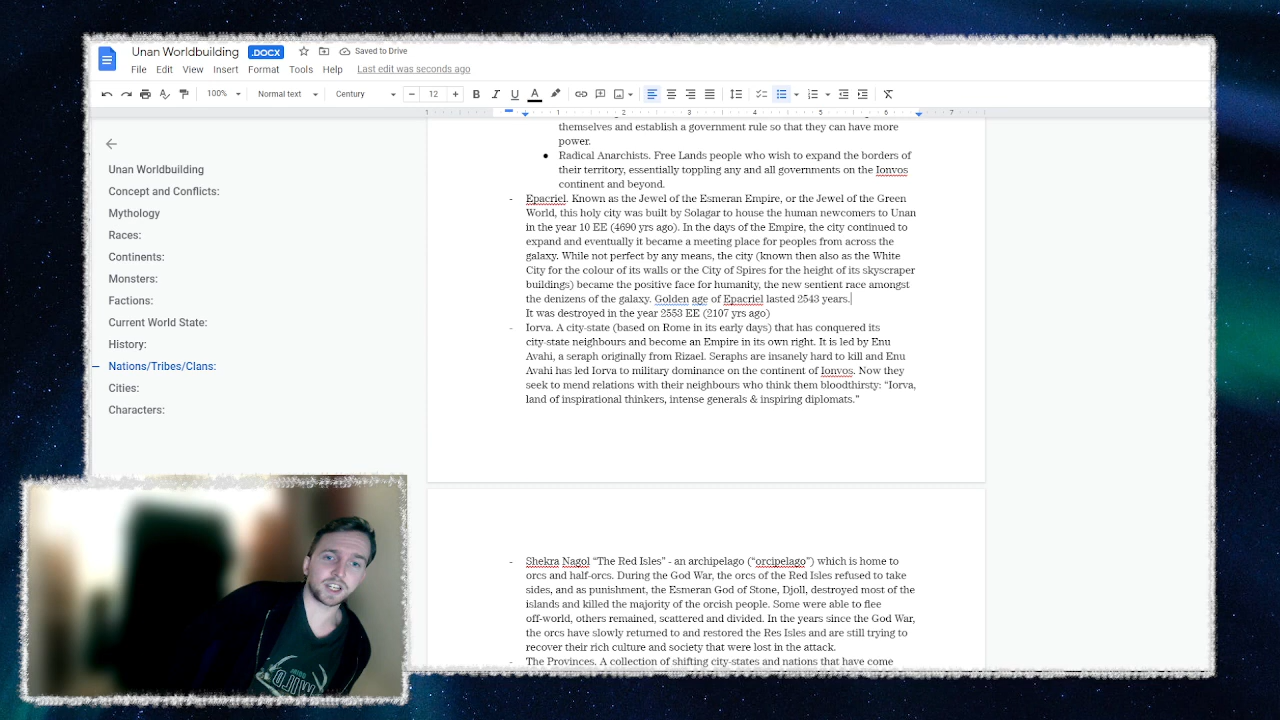 Unan Worldbuilding .DOCX Saved to Drive
File Edit View Insert Format Tools Help Last edit was seconds ago
100% Normal text Century 12 B I U A
1 1 2 3 4 5 6 7
Unan Worldbuilding
Concept and Conflicts:
Mythology
Races:
Continents:
Monsters:
Factions:
Current World State:
History:
Nations/Tribes/Clans:
Cities:
Characters:
themselves and establish a government rule so that they can have more
power.
● Radical Anarchists. Free Lands people who wish to expand the borders of
their territory, essentially toppling any and all governments on the Ionvos
continent and beyond.
- Epacriel. Known as the Jewel of the Esmeran Empire, or the Jewel of the Green
World, this holy city was built by Solagar to house the human newcomers to Unan
in the year 10 EE (4690 yrs ago). In the days of the Empire, the city continued to
expand and eventually it became a meeting place for peoples from across the
galaxy. While not perfect by any means, the city (known then also as the White
City for the colour of its walls or the City of Spires for the height of its skyscraper
buildings) became the positive face for humanity, the new sentient race amongst
the denizens of the galaxy. Golden age of Epacriel lasted 2543 years.
It was destroyed in the year 2553 EE (2107 yrs ago)
- Iorva. A city-state (based on Rome in its early days) that has conquered its
city-state neighbours and become an Empire in its own right. It is led by Enu
Avahi, a seraph originally from Rizael. Seraphs are insanely hard to kill and Enu
Avahi has led Iorva to military dominance on the continent of Ionvos. Now they
seek to mend relations with their neighbours who think them bloodthirsty: “Iorva,
land of inspirational thinkers, intense generals & inspiring diplomats.”
- Shekra Nagol “The Red Isles” - an archipelago (“orcipelago”) which is home to
orcs and half-orcs. During the God War, the orcs of the Red Isles refused to take
sides, and as punishment, the Esmeran God of Stone, Djoll, destroyed most of the
islands and killed the majority of the orcish people. Some were able to flee
off-world, others remained, scattered and divided. In the years since the God War,
the orcs have slowly returned to and restored the Res Isles and are still trying to
recover their rich culture and society that were lost in the attack.
- The Provinces. A collection of shifting city-states and nations that have come